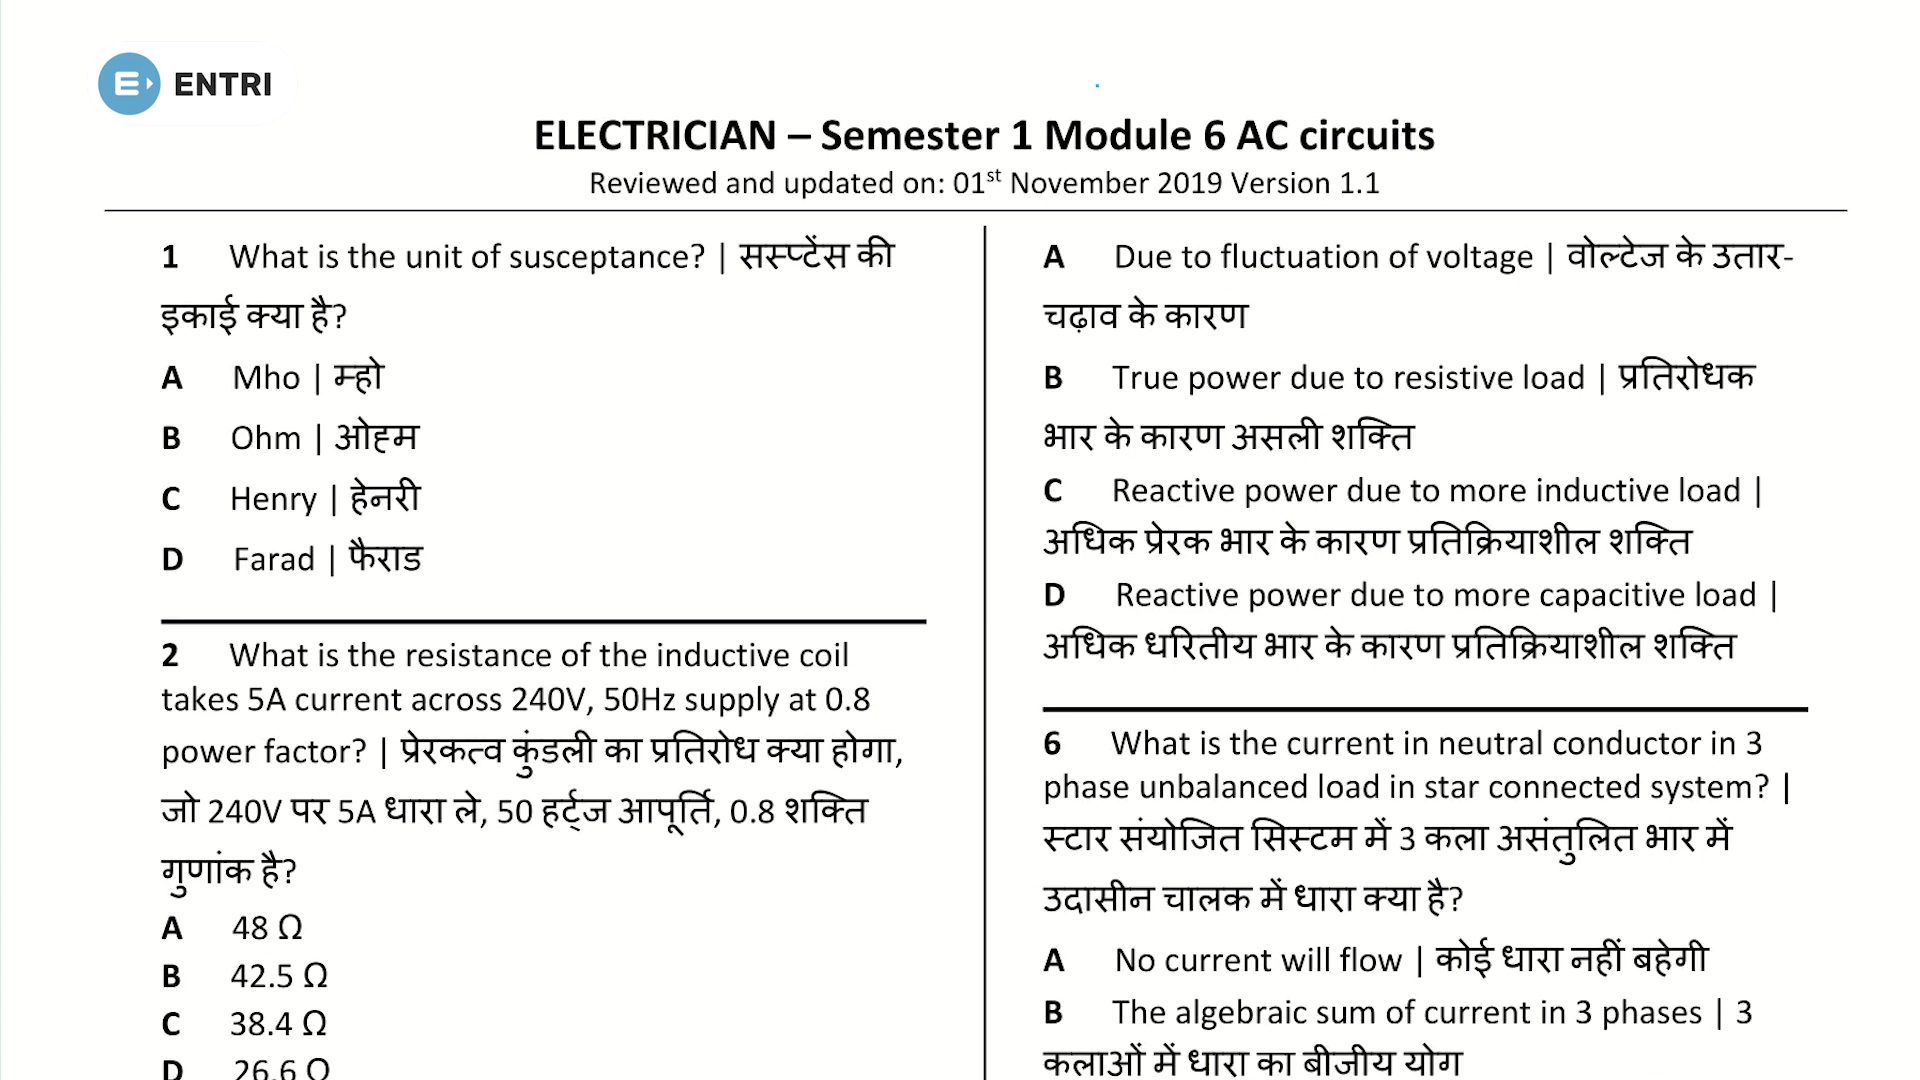 ENTRI
ELECTRICIAN – Semester 1 Module 6 AC circuits
Reviewed and updated on: 01st November 2019 Version 1.1
1 What is the unit of susceptance? | सस्प्टेंस की
इकाई क्या है?
A Mho | म्हो
B Ohm | ओह्म
C Henry | हेनरी
D Farad | फैराड
2 What is the resistance of the inductive coil
takes 5A current across 240V, 50Hz supply at 0.8
power factor? | प्रेरकत्व कुंडली का प्रतिरोध क्या होगा,
जो 240V पर 5A धारा ले, 50 हर्ट्ज आपूर्ति, 0.8 शक्ति
गुणांक है?
A 48 Ω
B 42.5 Ω
C 38.4 Ω
D 26.6 Ω
A Due to fluctuation of voltage | वोल्टेज के उतार-
चढ़ाव के कारण
B True power due to resistive load | प्रतिरोधक
भार के कारण असली शक्ति
C Reactive power due to more inductive load |
अधिक प्रेरक भार के कारण प्रतिक्रियाशील शक्ति
D Reactive power due to more capacitive load |
अधिक धरितीय भार के कारण प्रतिक्रियाशील शक्ति
6 What is the current in neutral conductor in 3
phase unbalanced load in star connected system? |
स्टार संयोजित सिस्टम में 3 कला असंतुलित भार में
उदासीन चालक में धारा क्या है?
A No current will flow | कोई धारा नहीं बहेगी
B The algebraic sum of current in 3 phases | 3
कलाओं में धारा का बीजीय योग